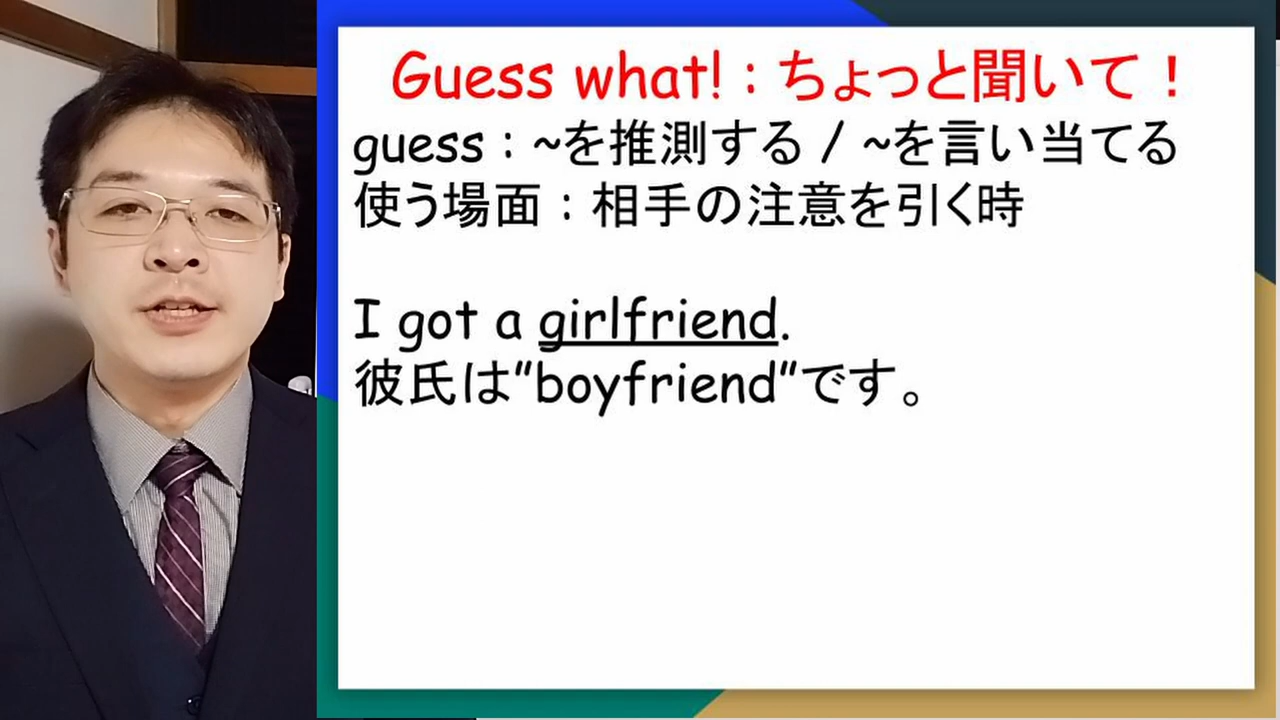 Guess what! : ちょっと聞いて！
guess : ~を推測する / ~を言い当てる
使う場面 : 相手の注意を引く時
I got a girlfriend.
彼氏は”boyfriend”です。